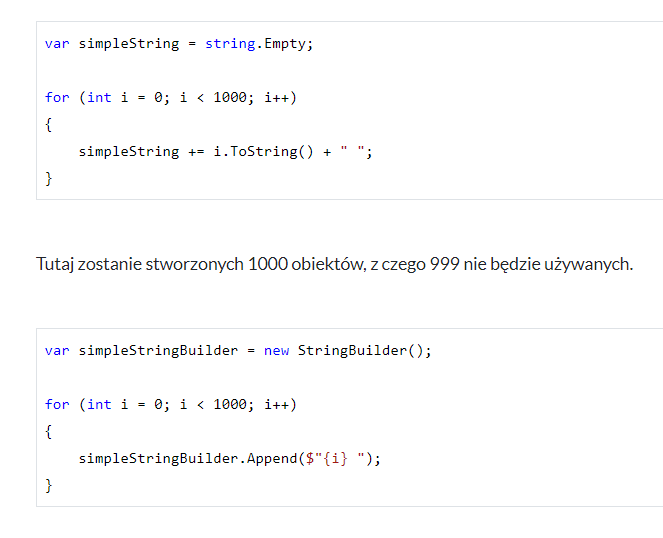 var simpleString = string.Empty;
for (int i = 0; i < 1000; i++)
{
simpleString += i.ToString() + " ";
}
Tutaj zostanie stworzonych 1000 obiektów, z czego 999 nie będzie używanych.
var simpleStringBuilder = new StringBuilder();
for (int i = 0; i < 1000; i++)
{
simpleStringBuilder.Append($"{i} ");
}